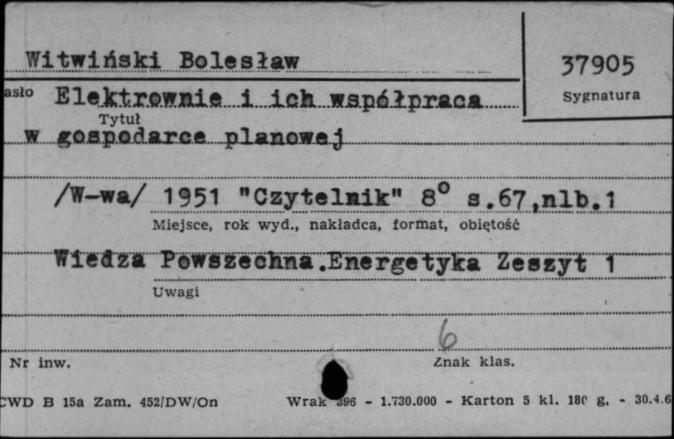 Witwiński Bolesław
37905
Sygnatura
asło Elektrownie i ich współpraca
Tytuł
w gospodarce planowej
/W-wa/ 1951 "Czytelnik" 8° s.67,nlb.1
Miejsce, rok wyd., nakładca, format, objętość
Wiedza Powszechna.Energetyka Zeszyt 1
Uwagi
6
Nr inw.
Znak klas.
CWD B 15a Zam. 452/DW/On
Wrak 396 - 1.730.000 - Karton 5 kl. 180 g. - 30.4.6